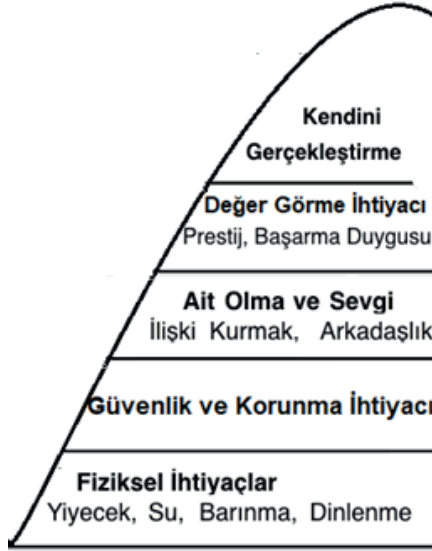 Kendini
Gerçekleştirme
Değer Görme İhtiyacı
Prestij, Başarma Duygusu
Ait Olma ve Sevgi
İlişki Kurmak, Arkadaşlık
Güvenlik ve Korunma İhtiyacı
Fiziksel İhtiyaçlar
Yiyecek, Su, Barınma, Dinlenme